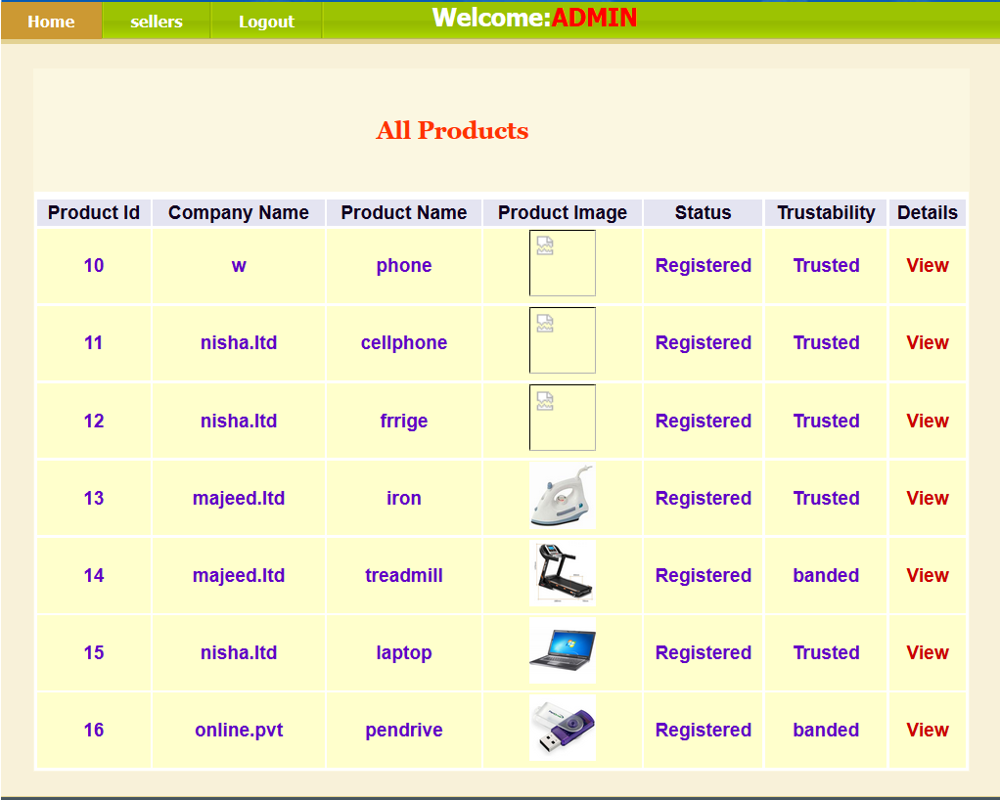 Home sellers Logout Welcome:ADMIN
All Products
Product Id Company Name Product Name Product Image Status Trustability Details
10 w phone Registered Trusted View
11 nisha.ltd cellphone Registered Trusted View
12 nisha.ltd frrige Registered Trusted View
13 majeed.ltd iron Registered Trusted View
14 majeed.ltd treadmill Registered banded View
15 nisha.ltd laptop Registered Trusted View
16 online.pvt pendrive Registered banded View